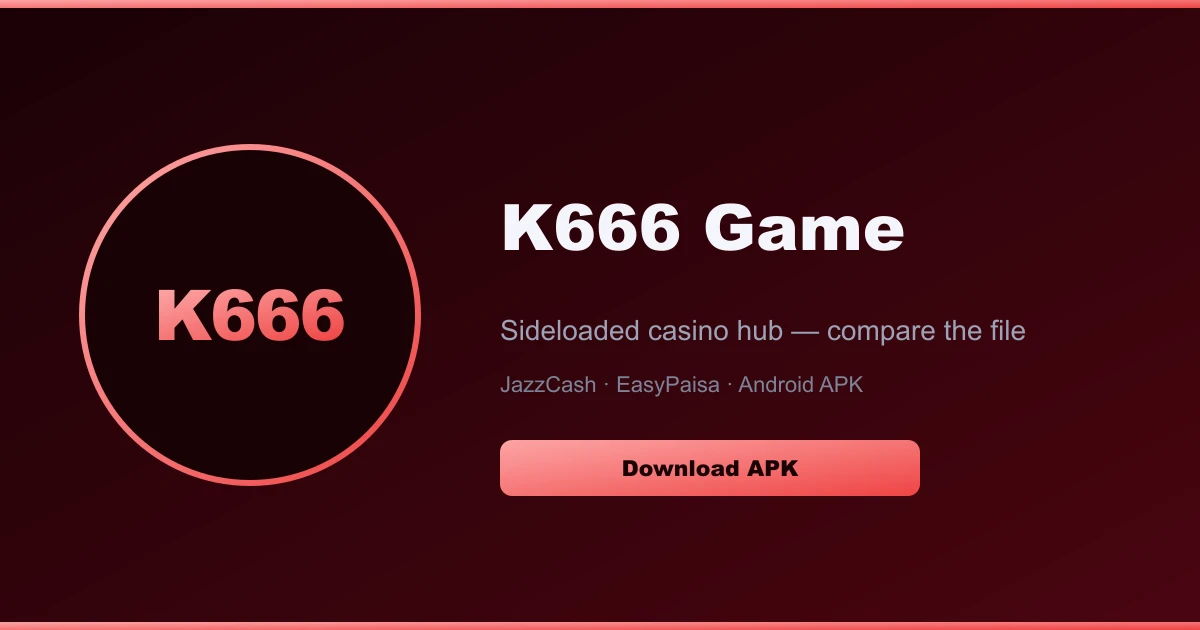 K666
K666 Game
Sideloaded casino hub — compare the file
JazzCash · EasyPaisa · Android APK
Download APK